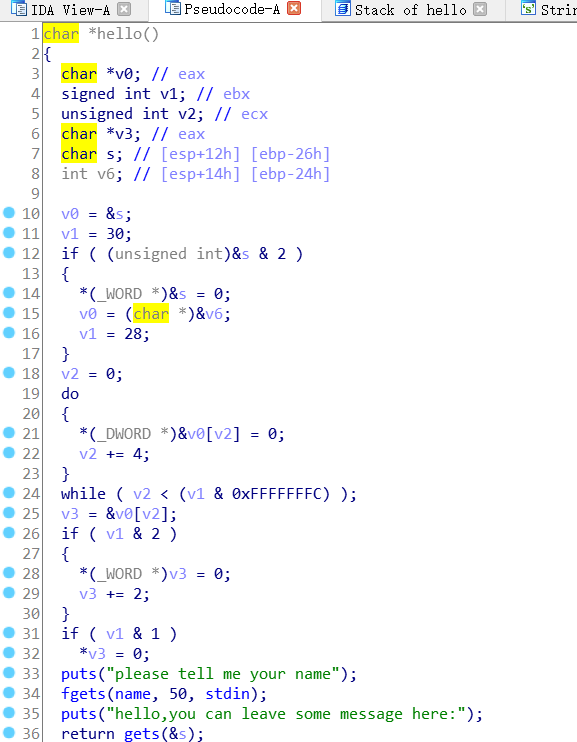 IDA View-A Pseudocode-A Stack of hello Strin
1 char *hello()
2 {
3 char *v0; // eax
4 signed int v1; // ebx
5 unsigned int v2; // ecx
6 char *v3; // eax
7 char s; // [esp+12h] [ebp-26h]
8 int v6; // [esp+14h] [ebp-24h]
9
10 v0 = &s;
11 v1 = 30;
12 if ( (unsigned int)&s & 2 )
13 {
14 *(_WORD *)&s = 0;
15 v0 = (char *)&v6;
16 v1 = 28;
17 }
18 v2 = 0;
19 do
20 {
21 *(_DWORD *)&v0[v2] = 0;
22 v2 += 4;
23 }
24 while ( v2 < (v1 & 0xFFFFFFFC) );
25 v3 = &v0[v2];
26 if ( v1 & 2 )
27 {
28 *(_WORD *)v3 = 0;
29 v3 += 2;
30 }
31 if ( v1 & 1 )
32 *v3 = 0;
33 puts("please tell me your name");
34 fgets(name, 50, stdin);
35 puts("hello,you can leave some message here:");
36 return gets(&s);